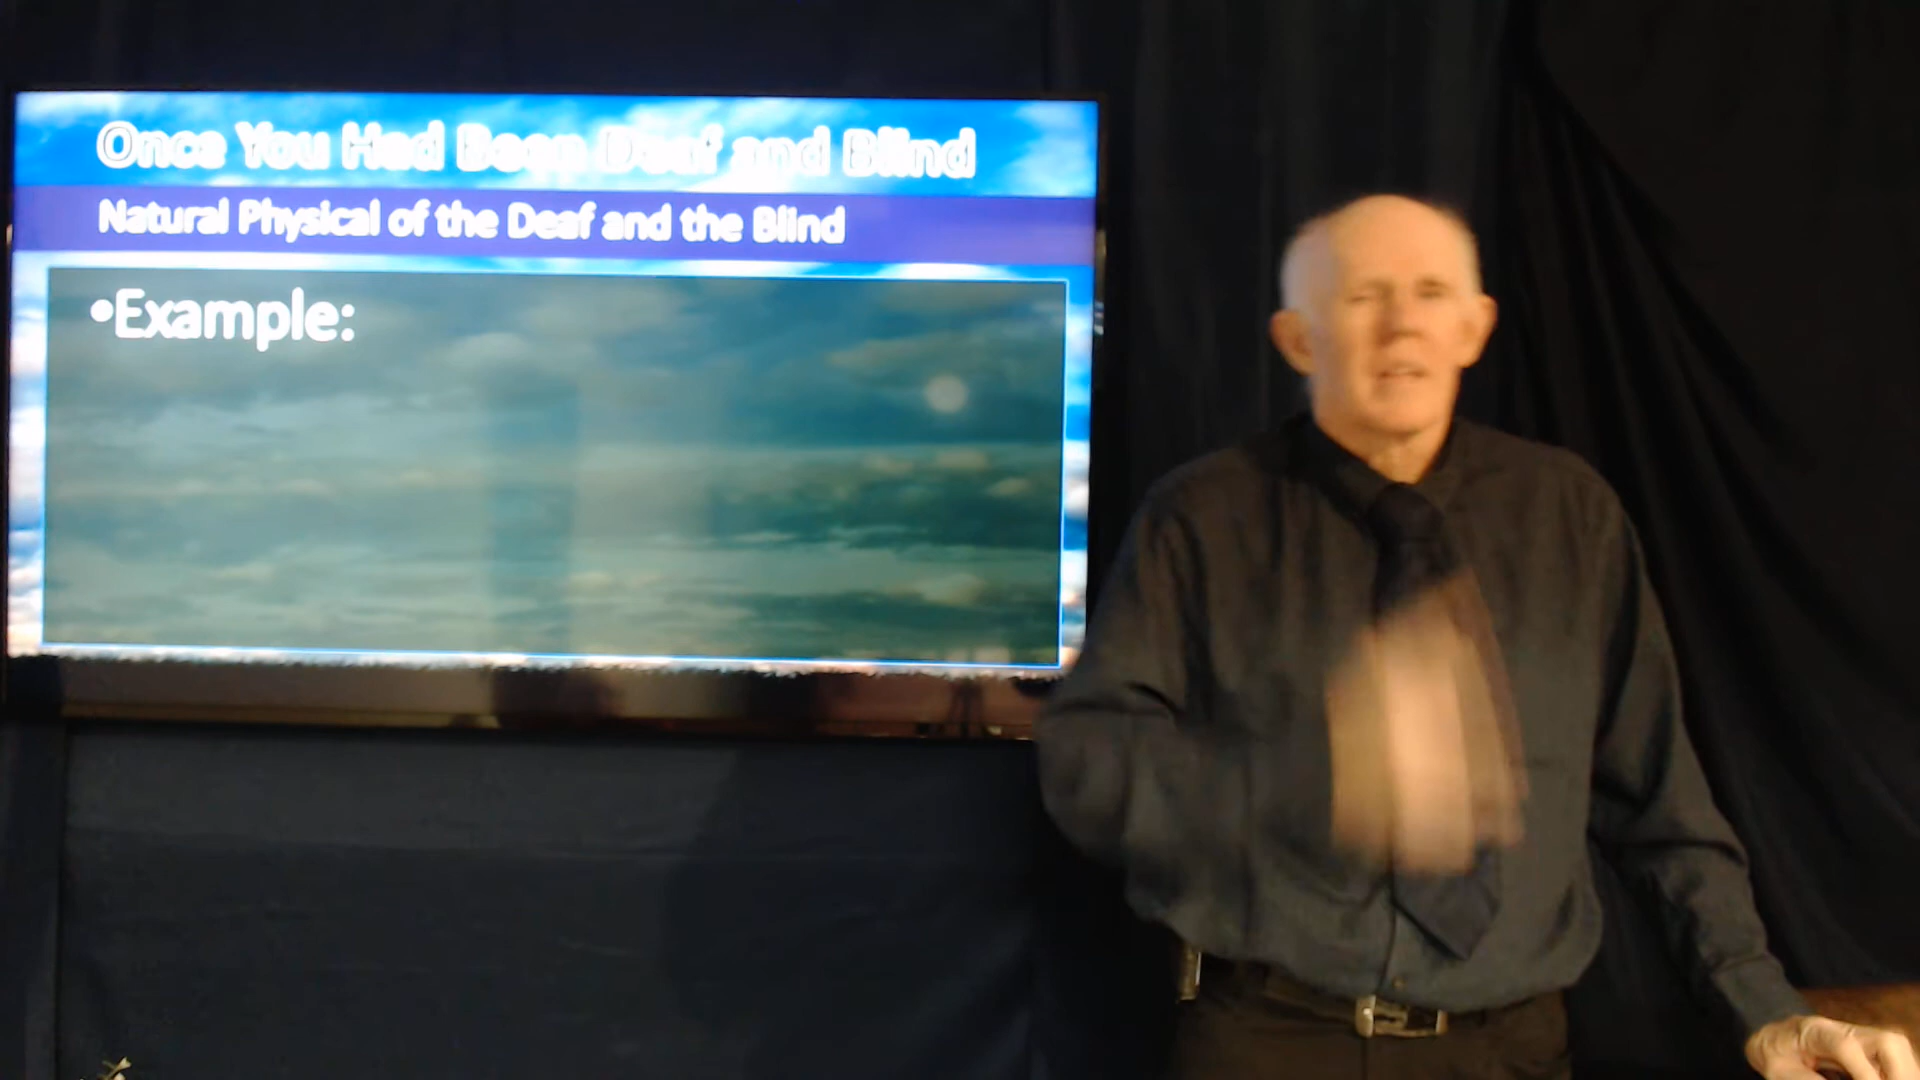 Once You Had Been Deaf and Blind
Natural Physical of the Deaf and the Blind
•Example: